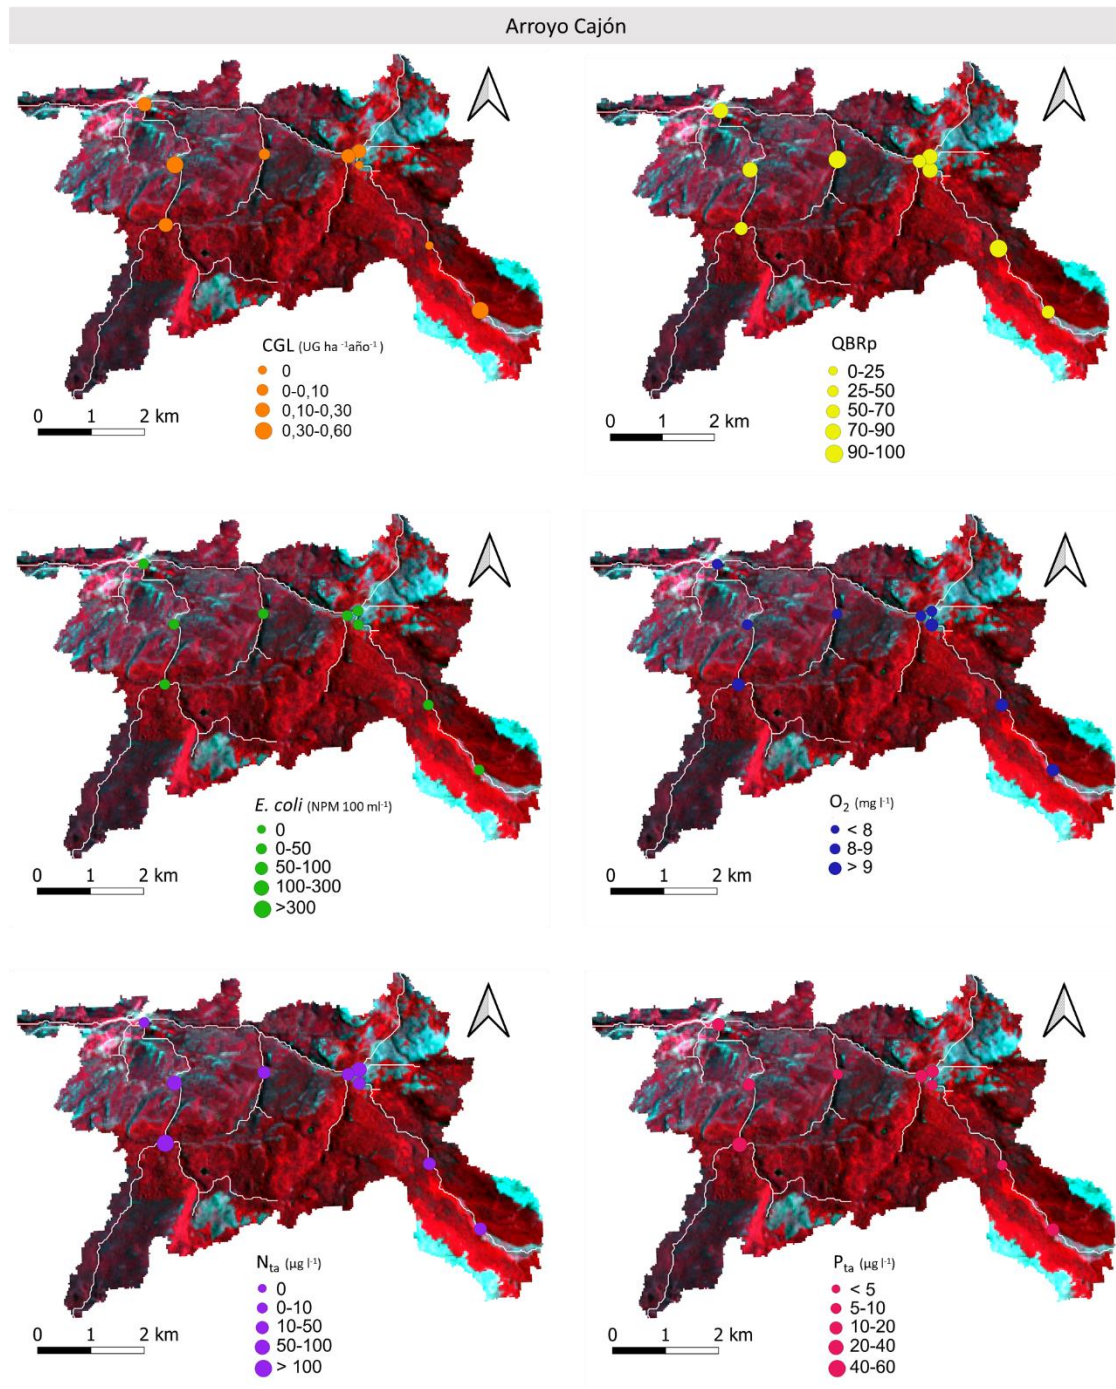 Arroyo Cajón
CGL (UG ha ⁻¹año⁻¹ )
0
0-0,10
0,10-0,30
0,30-0,60
0 1 2 km
QBRp
0-25
25-50
50-70
70-90
90-100
0 1 2 km
E. coli (NPM 100 ml⁻¹)
0
0-50
50-100
100-300
>300
0 1 2 km
O₂ (mg l⁻¹)
< 8
8-9
> 9
0 1 2 km
Nta (µg l⁻¹)
0
0-10
10-50
50-100
> 100
0 1 2 km
Pta (µg l⁻¹)
< 5
5-10
10-20
20-40
40-60
0 1 2 km